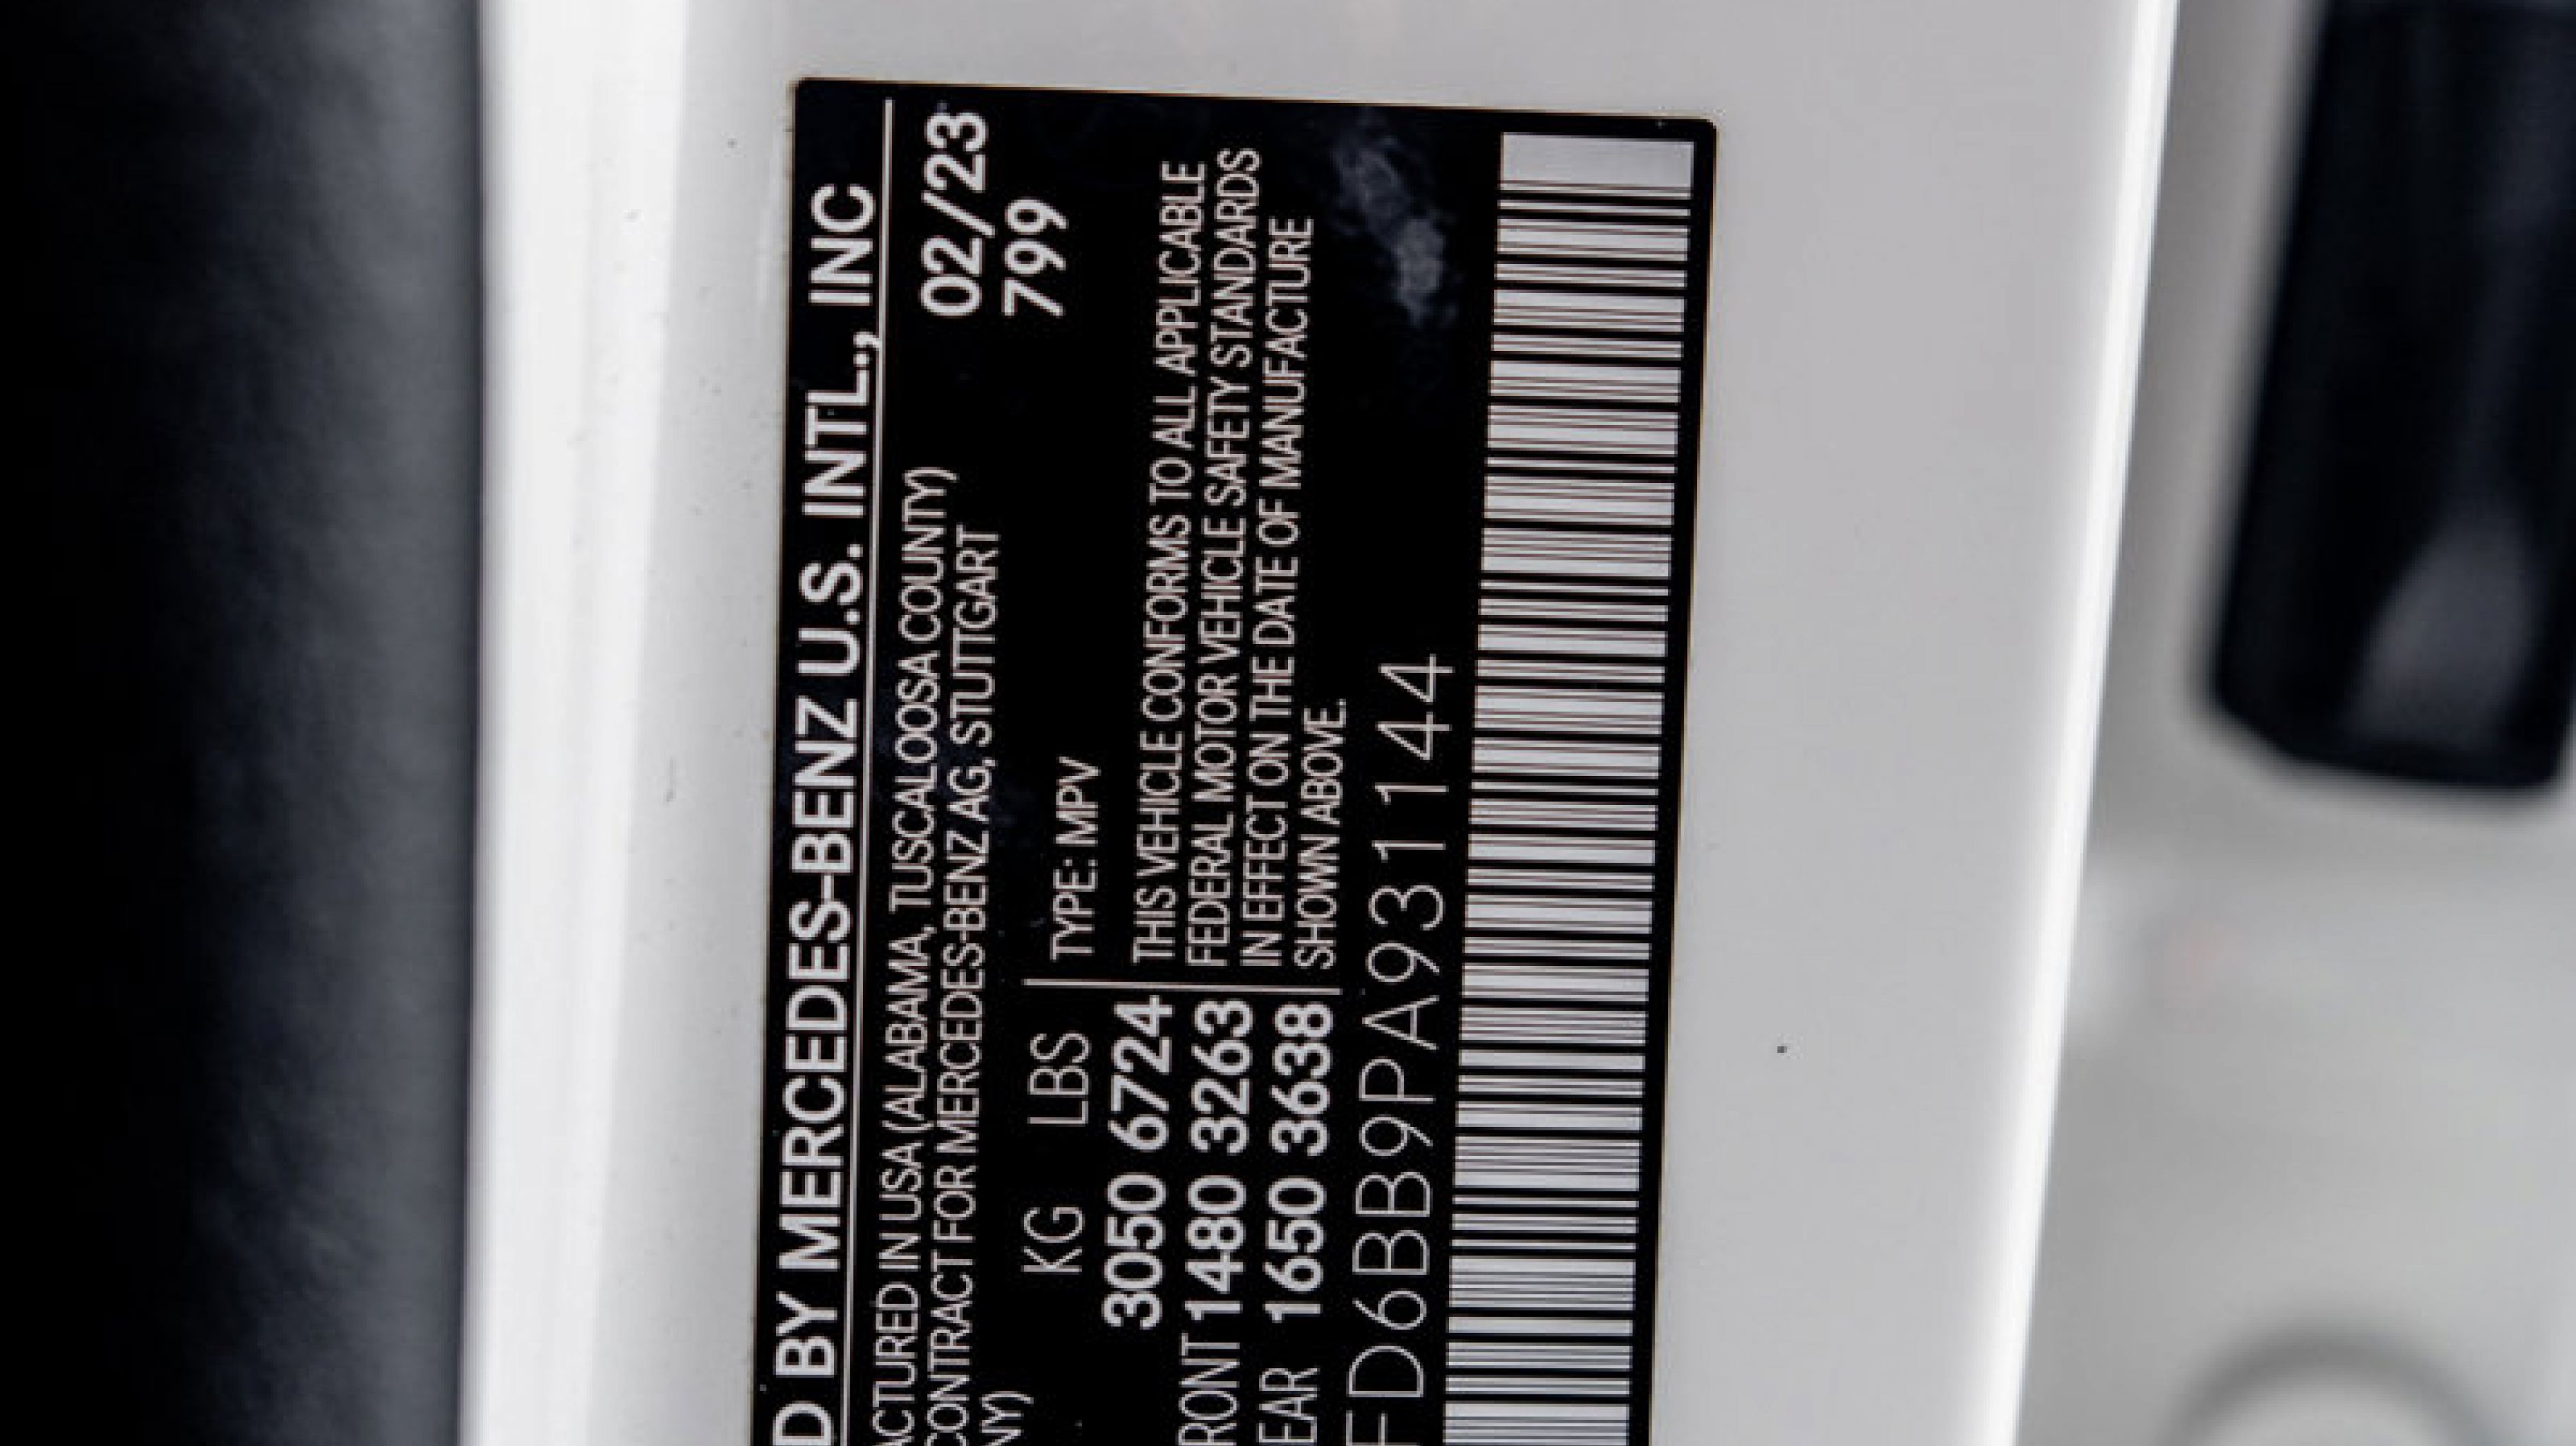 D BY MERCEDES-BENZ U.S. INTL., INC
ACTURED IN USA (ALABAMA, TUSCALOOSA COUNTY) 02/23
CONTRACT FOR MERCEDES-BENZ AG, STUTTGART 799
NY)
KG LBS TYPE: MPV
3050 6724 THIS VEHICLE CONFORMS TO ALL APPLICABLE
RONT 1480 3263 FEDERAL MOTOR VEHICLE SAFETY STANDARDS
IN EFFECT ON THE DATE OF MANUFACTURE
EAR 1650 3638 SHOWN ABOVE.
FD6BB9PA931144